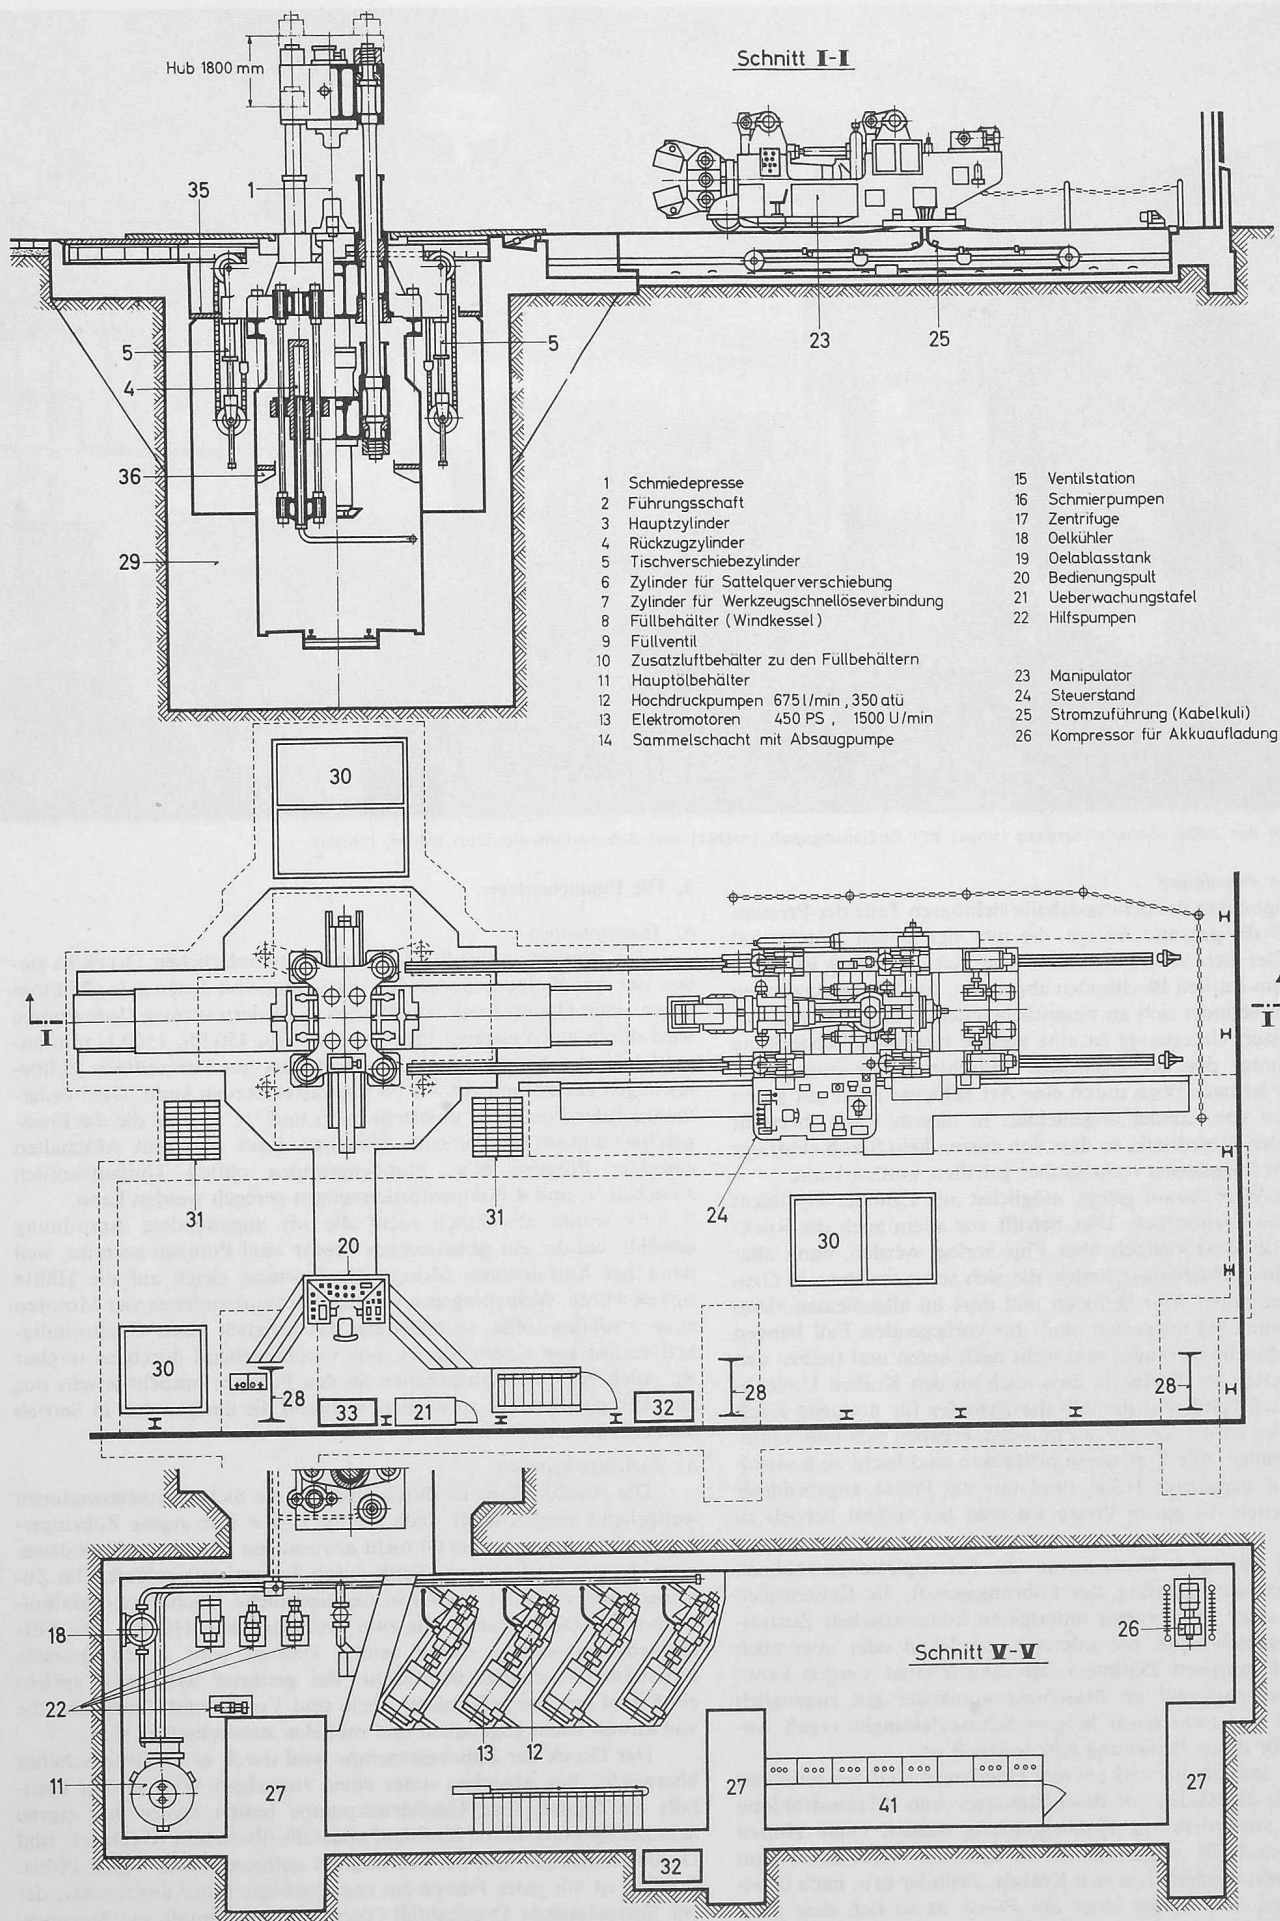 Hub 1800 mm
Schnitt I-I
35
1
5
5
4
36
29
23
25
1 Schmiedepresse
2 Führungsschaft
3 Hauptzylinder
4 Rückzugzylinder
5 Tischverschiebezylinder
6 Zylinder für Sattelquerverschiebung
7 Zylinder für Werkzeugschnellöseverbindung
8 Füllbehälter (Windkessel)
9 Füllventil
10 Zusatzluftbehälter zu den Füllbehältern
11 Hauptölbehälter
12 Hochdruckpumpen 675 l/min, 350 atü
13 Elektromotoren 450 PS, 1500 U/min
14 Sammelschacht mit Absaugpumpe
15 Ventilstation
16 Schmierpumpen
17 Zentrifuge
18 Oelkühler
19 Oelablasstank
20 Bedienungspult
21 Ueberwachungstafel
22 Hilfspumpen
23 Manipulator
24 Steuerstand
25 Stromzuführung (Kabelkuli)
26 Kompressor für Akkuaufladung
30
I
I
31
31
24
30
20
30
28
33
21
32
28
28
18
26
Schnitt V-V
22
13
12
11
27
27
41
27
32